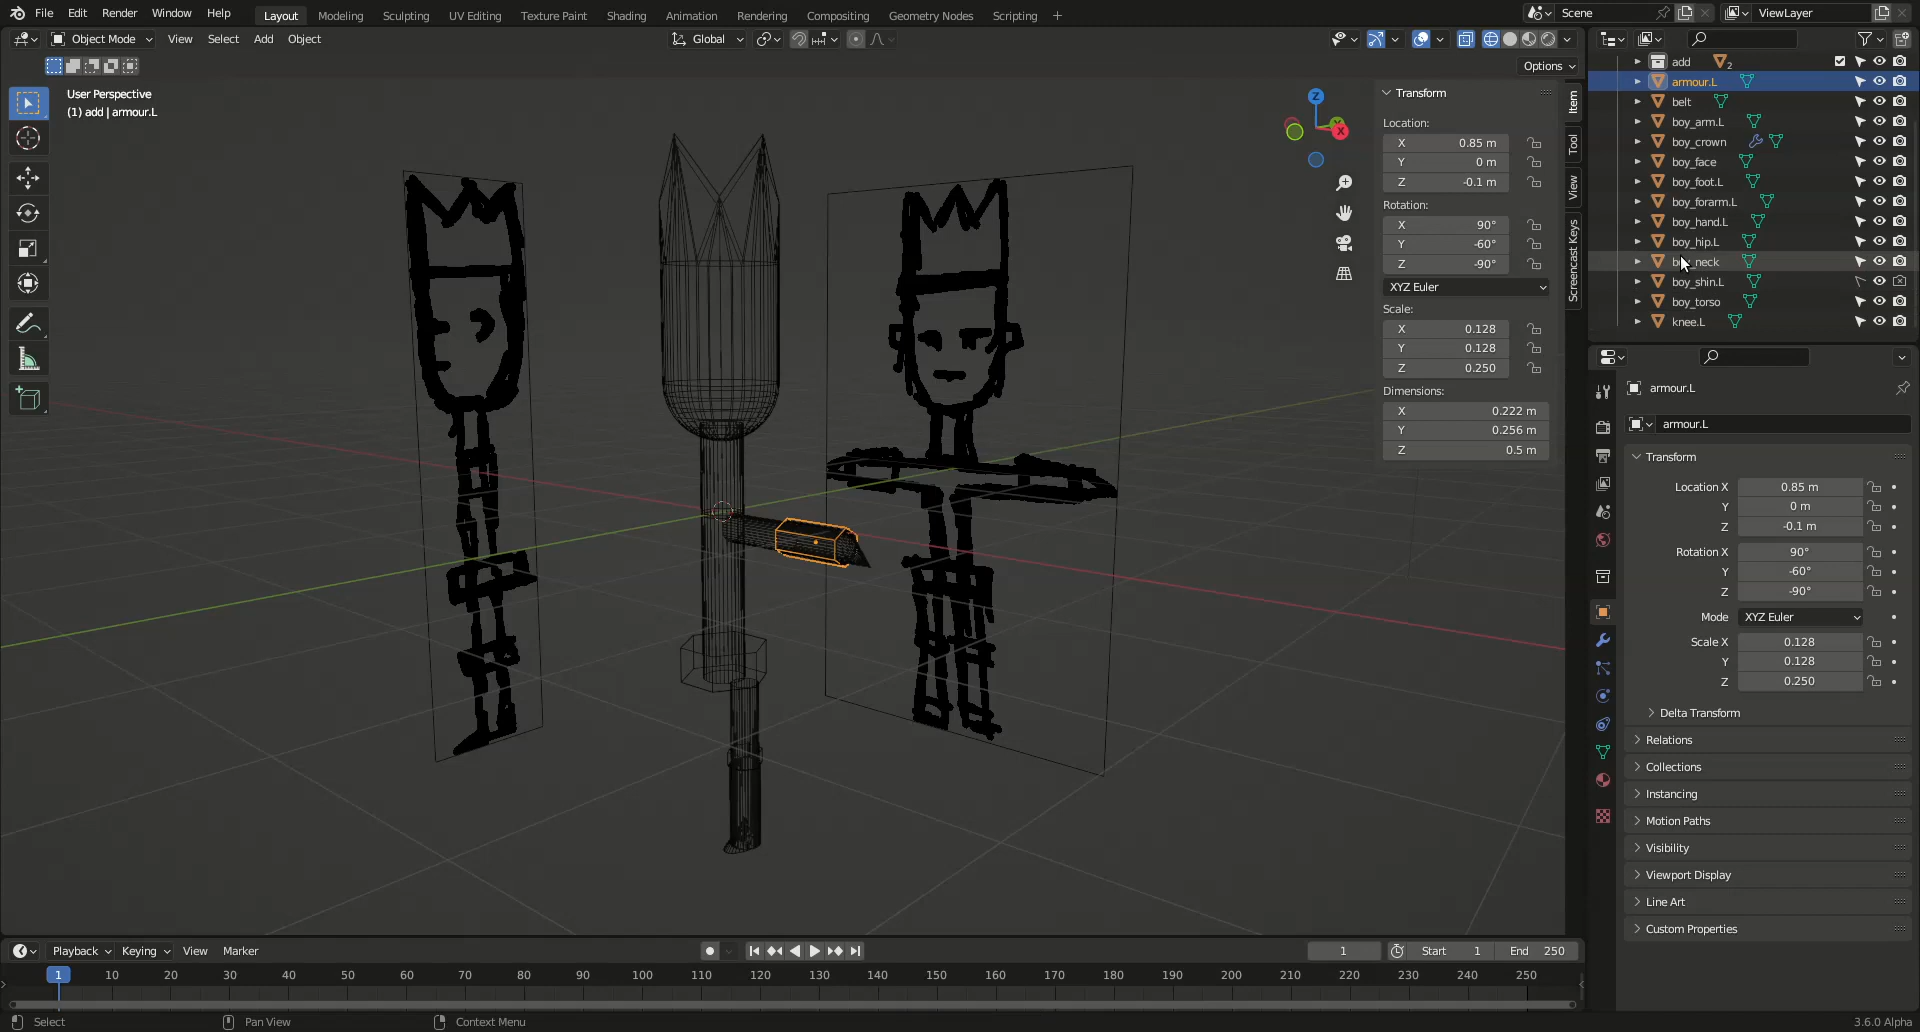 File Edit Render Window Help Layout Modeling Sculpting UV Editing Texture Paint Shading Animation Rendering Compositing Geometry Nodes Scripting Scene ViewLayer
Object Mode View Select Add Object Global
Options
User Perspective
(1) add | armour.L
Z
X
Item
Tool
View
Screencast Keys
Transform
Location:
X 0.85 m
Y 0 m
Z -0.1 m
Rotation:
X 90°
Y -60°
Z -90°
XYZ Euler
Scale:
X 0.128
Y 0.128
Z 0.250
Dimensions:
X 0.222 m
Y 0.256 m
Z 0.5 m
add 2
armour.L
belt
boy_arm.L
boy_crown
boy_face
boy_foot.L
boy_forarm.L
boy_hand.L
boy_hip.L
boy_neck
boy_shin.L
boy_torso
knee.L
armour.L
armour.L
Transform
Location X 0.85 m
Y 0 m
Z -0.1 m
Rotation X 90°
Y -60°
Z -90°
Mode XYZ Euler
Scale X 0.128
Y 0.128
Z 0.250
Delta Transform
Relations
Collections
Instancing
Motion Paths
Visibility
Viewport Display
Line Art
Custom Properties
Playback Keying View Marker 1 Start 1 End 250
1 10 20 30 40 50 60 70 80 90 100 110 120 130 140 150 160 170 180 190 200 210 220 230 240 250
Select Pan View Context Menu 3.6.0 Alpha